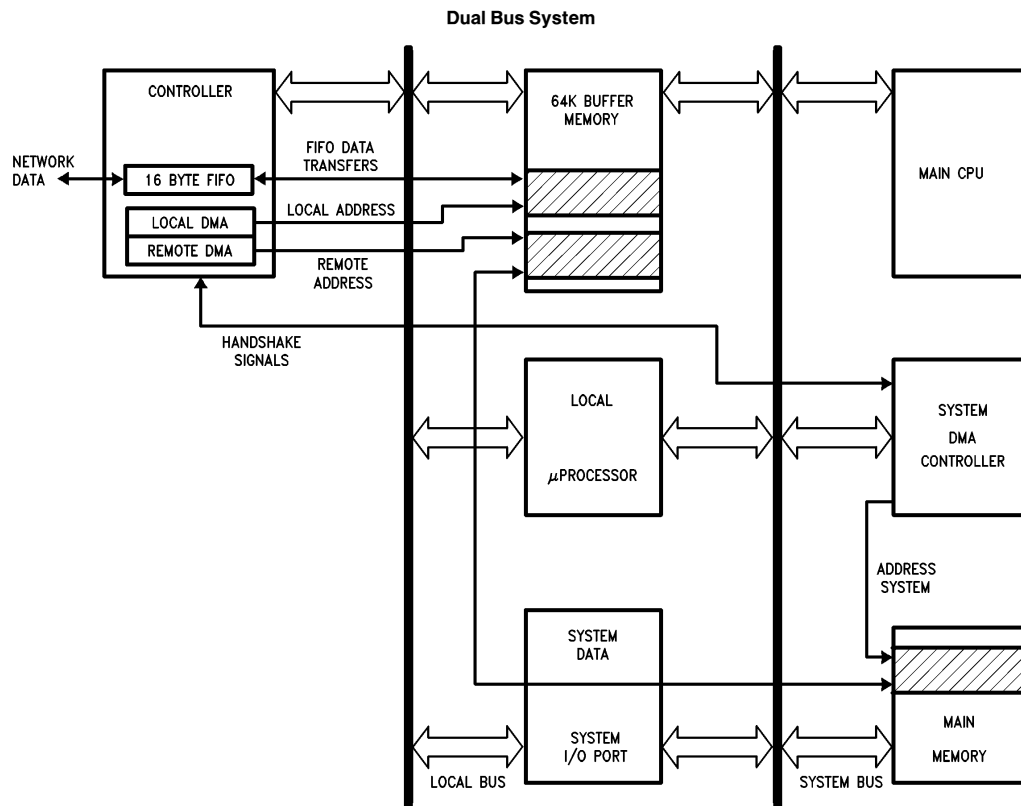 Dual Bus System
CONTROLLER
64K BUFFER
MEMORY
MAIN CPU
NETWORK
DATA
16 BYTE FIFO
FIFO DATA
TRANSFERS
LOCAL DMA
LOCAL ADDRESS
REMOTE DMA
REMOTE
ADDRESS
HANDSHAKE
SIGNALS
LOCAL
μPROCESSOR
SYSTEM
DMA
CONTROLLER
ADDRESS
SYSTEM
SYSTEM
DATA
SYSTEM
I/O PORT
MAIN
MEMORY
LOCAL BUS
SYSTEM BUS